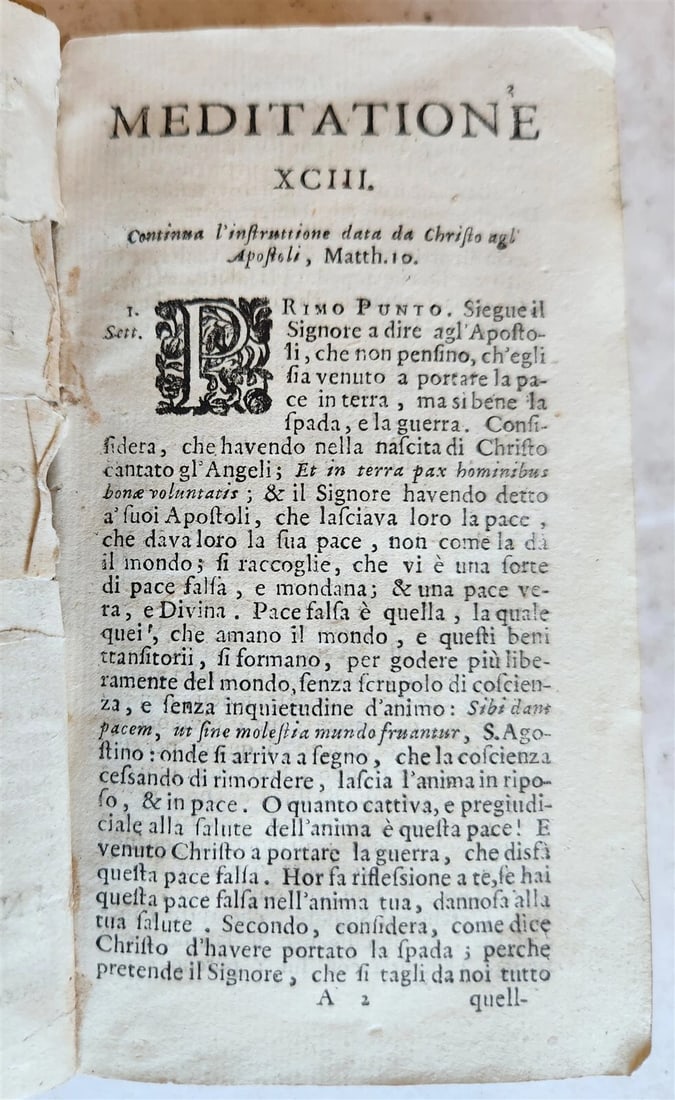 3
MEDITATIONE
XCIII.
Continua l'inſtruttione data da Chriſto agl'
Apoſtoli, Matth.10.
1.
Sett.
PRIMO PUNTO. Siegue il
Signore a dire agl'Apoſto-
li, che non penſino, ch'egli
ſia venuto a portare la pa-
ce in terra, ma sì bene la
ſpada, e la guerra. Conſi-
ſidera, che havendo nella naſcita di Chriſto
cantato gl'Angeli; Et in terra pax hominibus
bonæ voluntatis; & il Signore havendo detto
a' ſuoi Apoſtoli, che laſciava loro la pace,
che dava loro la ſua pace, non come la dà
il mondo; ſi raccoglie, che vi è una ſorte
di pace falſa, e mondana; & una pace ve-
ra, e Divina. Pace falſa è quella, la quale
quei', che amano il mondo, e queſti beni
tranſitorii, ſi formano, per godere più libe-
ramente del mondo, ſenza ſcrupolo di coſcien-
za, e ſenza inquietudine d'animo: Sibi dant
pacem, ut ſine moleſtia mundo fruantur, S.Ago-
ſtino: onde ſi arriva a ſegno, che la coſcienza
ceſſando di rimordere, laſcia l'anima in ripo-
ſo, & in pace. O quanto cattiva, e pregiudi-
ciale alla ſalute dell'anima è queſta pace! E
venuto Chriſto a portare la guerra, che disfà
queſta pace falſa. Hor fa rifleſſione a te, ſe hai
queſta pace falſa nell'anima tua, dannoſa alla
tua ſalute. Secondo, conſidera, come dice
Chriſto d'havere portato la ſpada; perche
pretende il Signore, che ſi tagli da noi tutto
A 2 quell-